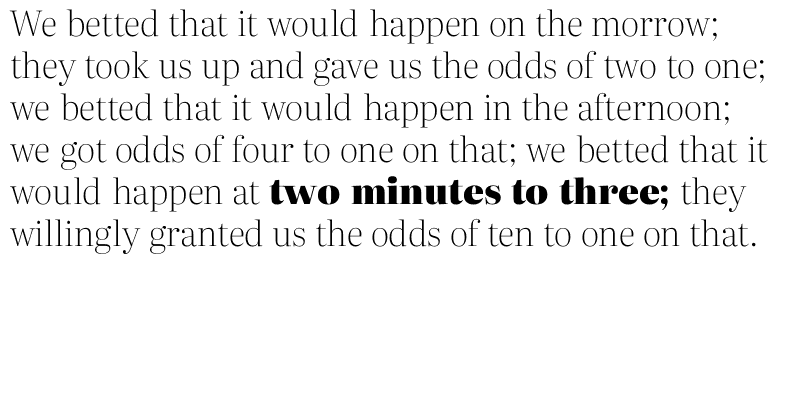 We betted that it would happen on the morrow;
they took us up and gave us the odds of two to one;
we betted that it would happen in the afternoon;
we got odds of four to one on that; we betted that it
would happen at two minutes to three; they
willingly granted us the odds of ten to one on that.